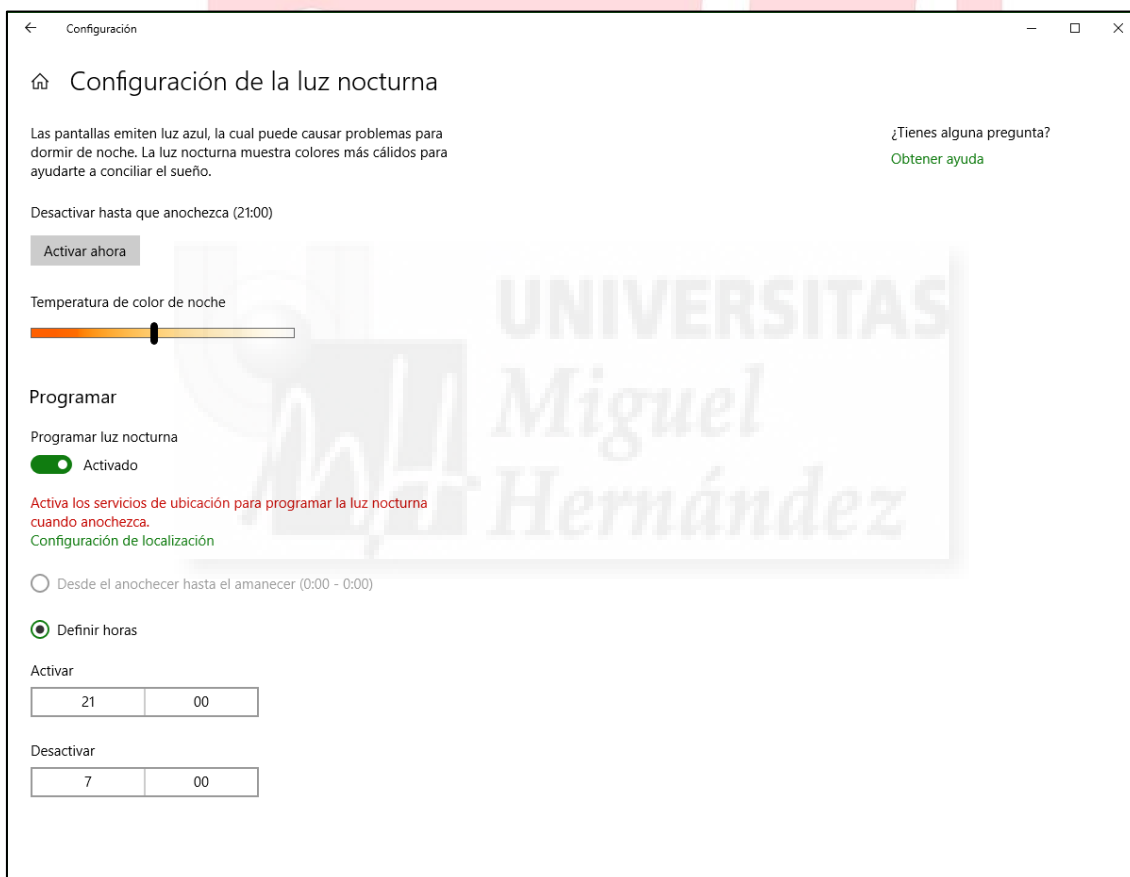 Configuración
Configuración de la luz nocturna
Las pantallas emiten luz azul, la cual puede causar problemas para
dormir de noche. La luz nocturna muestra colores más cálidos para
ayudarte a conciliar el sueño.
¿Tienes alguna pregunta?
Obtener ayuda
Desactivar hasta que anochezca (21:00)
Activar ahora
Temperatura de color de noche
UNIVERSITAS
Miguel
Hernández
Programar
Programar luz nocturna
Activado
Activa los servicios de ubicación para programar la luz nocturna
cuando anochezca.
Configuración de localización
Desde el anochecer hasta el amanecer (0:00 - 0:00)
Definir horas
Activar
21 00
Desactivar
7 00